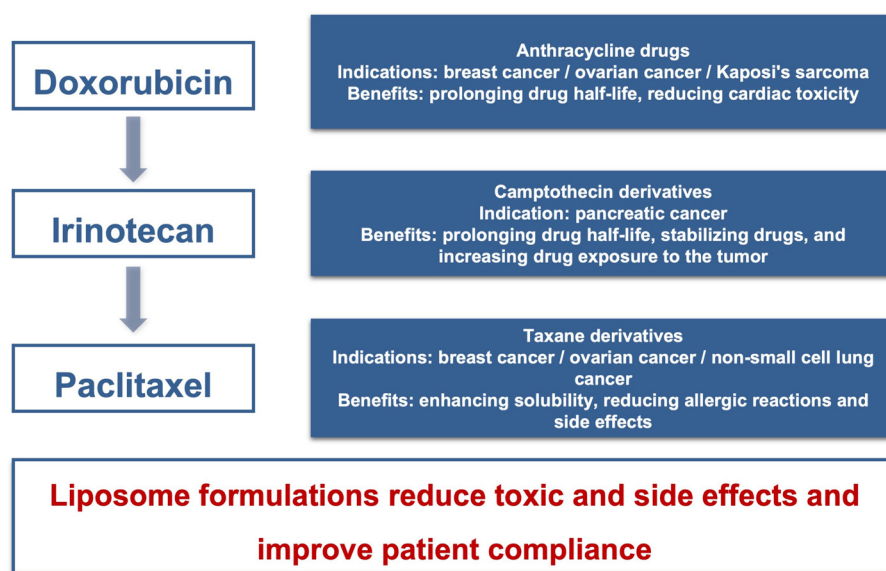 Doxorubicin
Anthracycline drugs
Indications: breast cancer / ovarian cancer / Kaposi's sarcoma
Benefits: prolonging drug half-life, reducing cardiac toxicity
Irinotecan
Camptothecin derivatives
Indication: pancreatic cancer
Benefits: prolonging drug half-life, stabilizing drugs, and
increasing drug exposure to the tumor
Paclitaxel
Taxane derivatives
Indications: breast cancer / ovarian cancer / non-small cell lung
cancer
Benefits: enhancing solubility, reducing allergic reactions and
side effects
Liposome formulations reduce toxic and side effects and
improve patient compliance